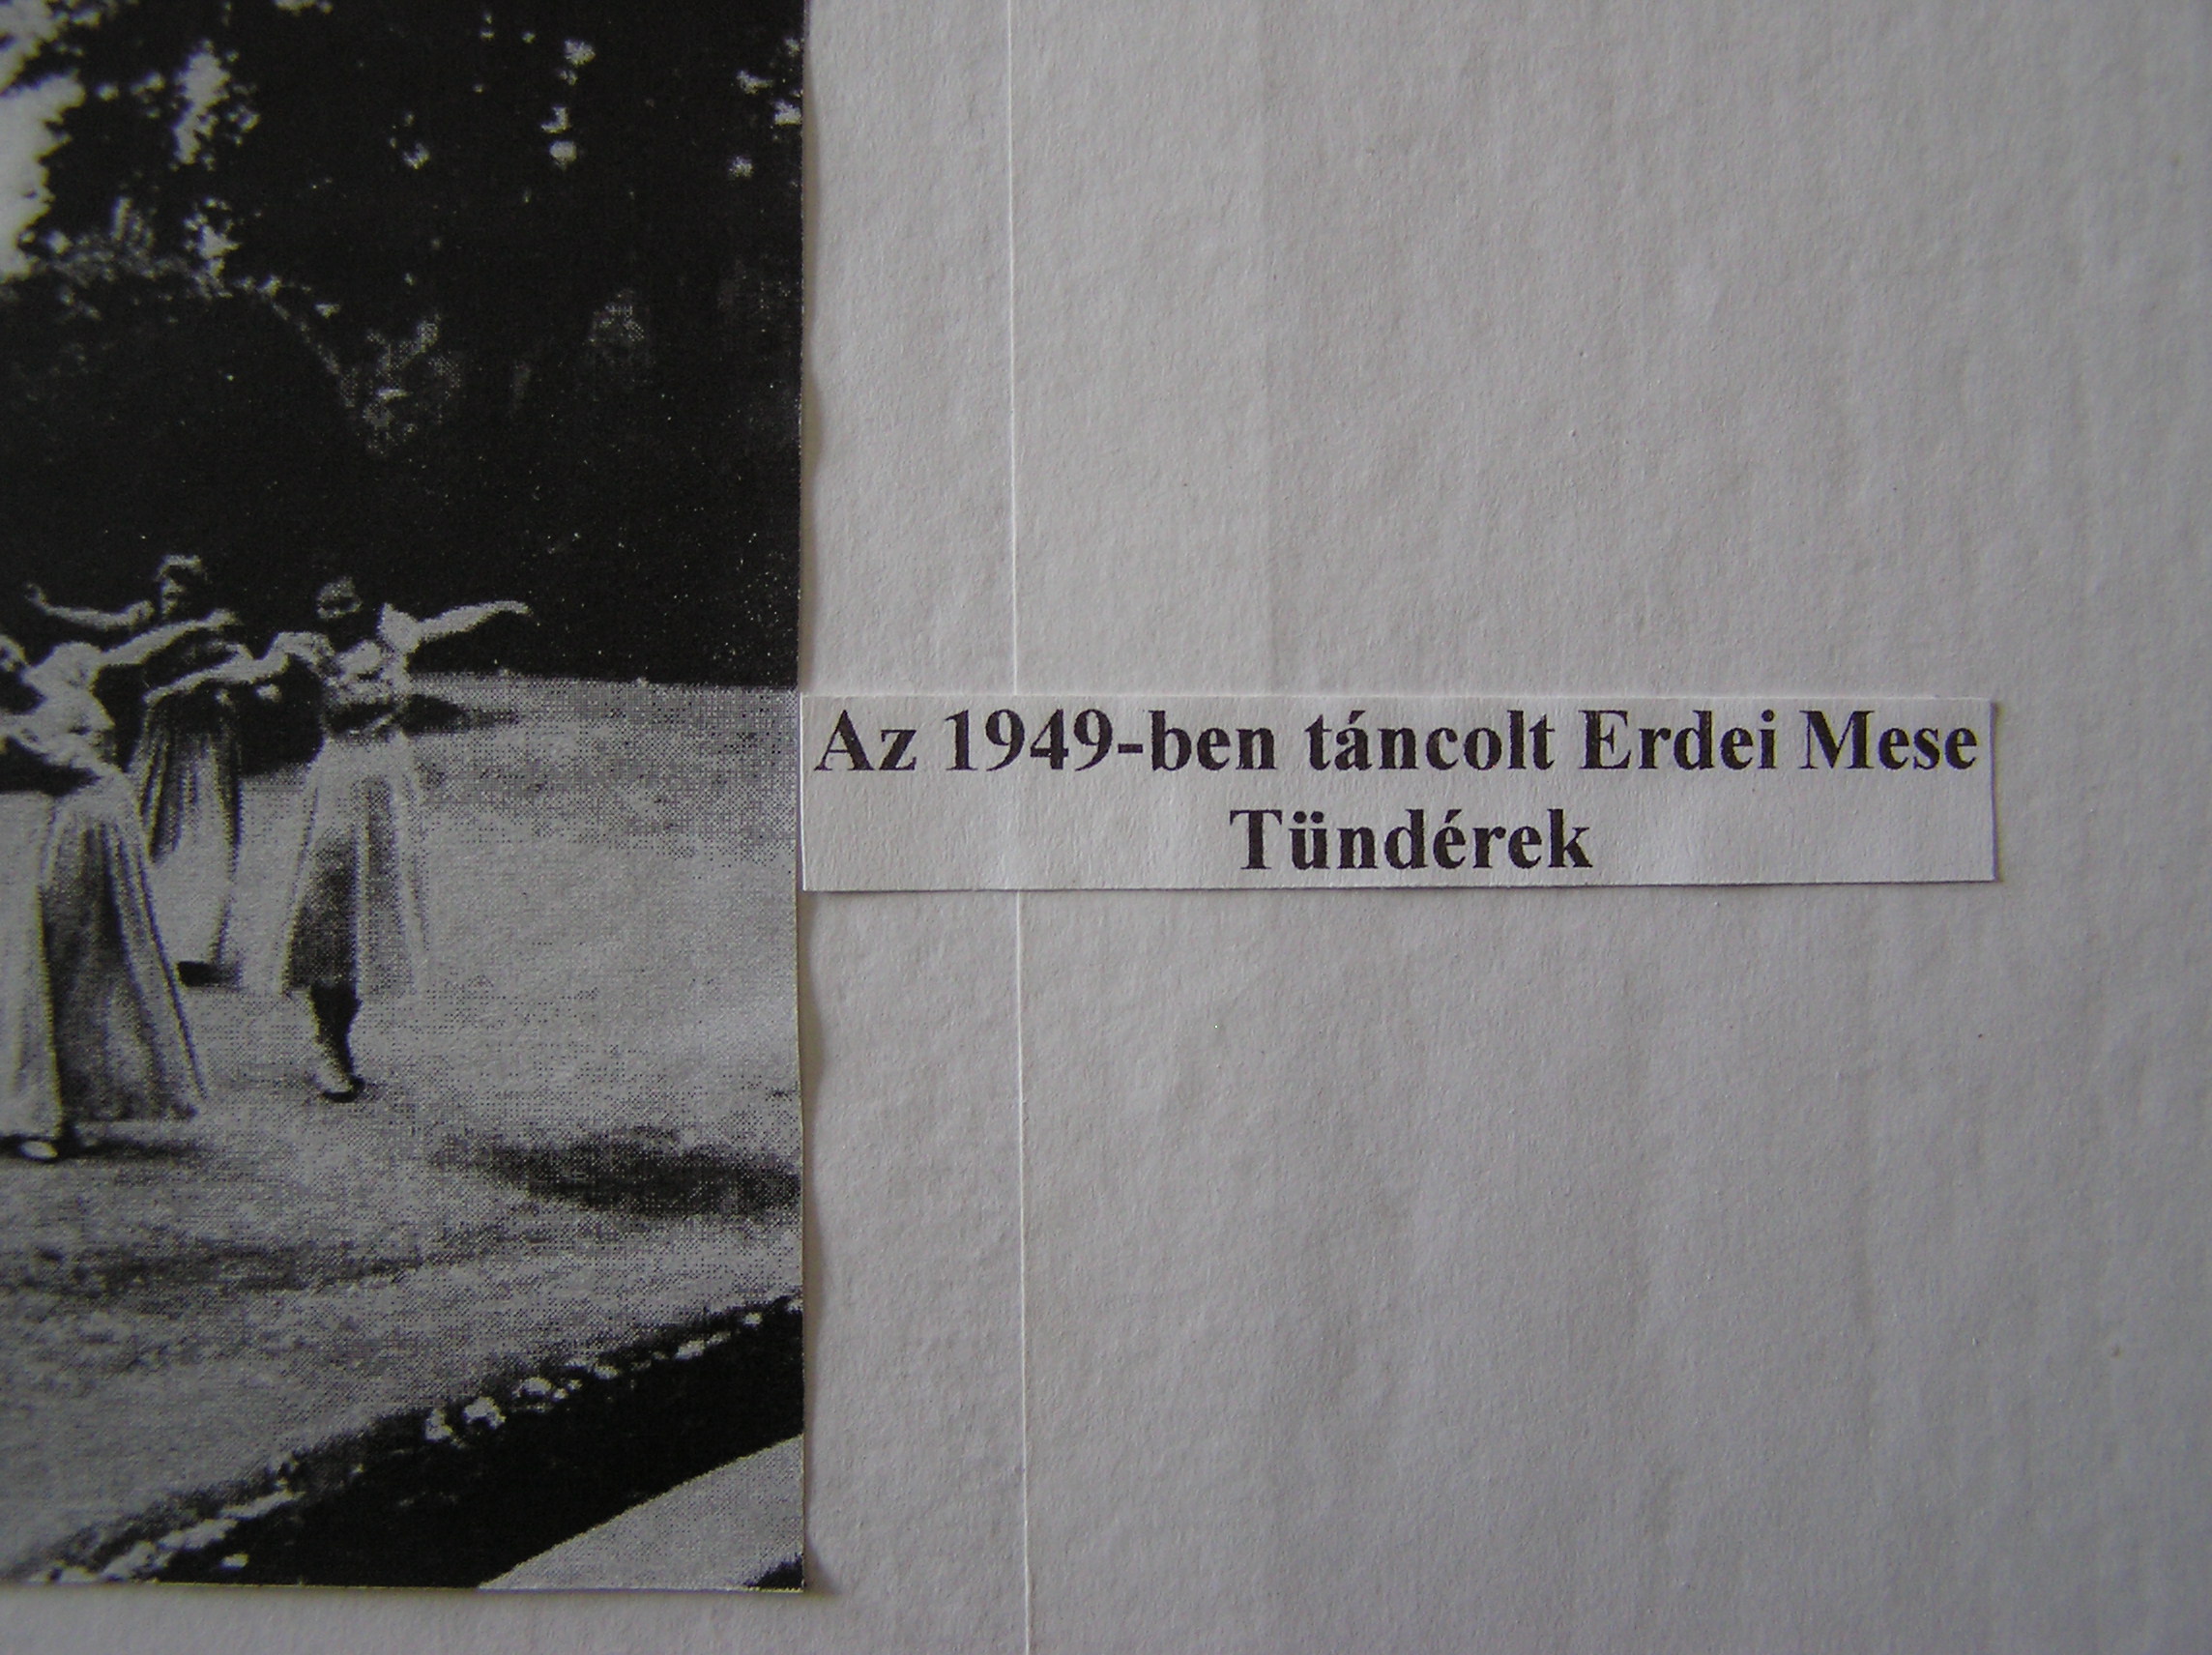 Az 1949-ben táncolt Erdei Mese
Tündérek